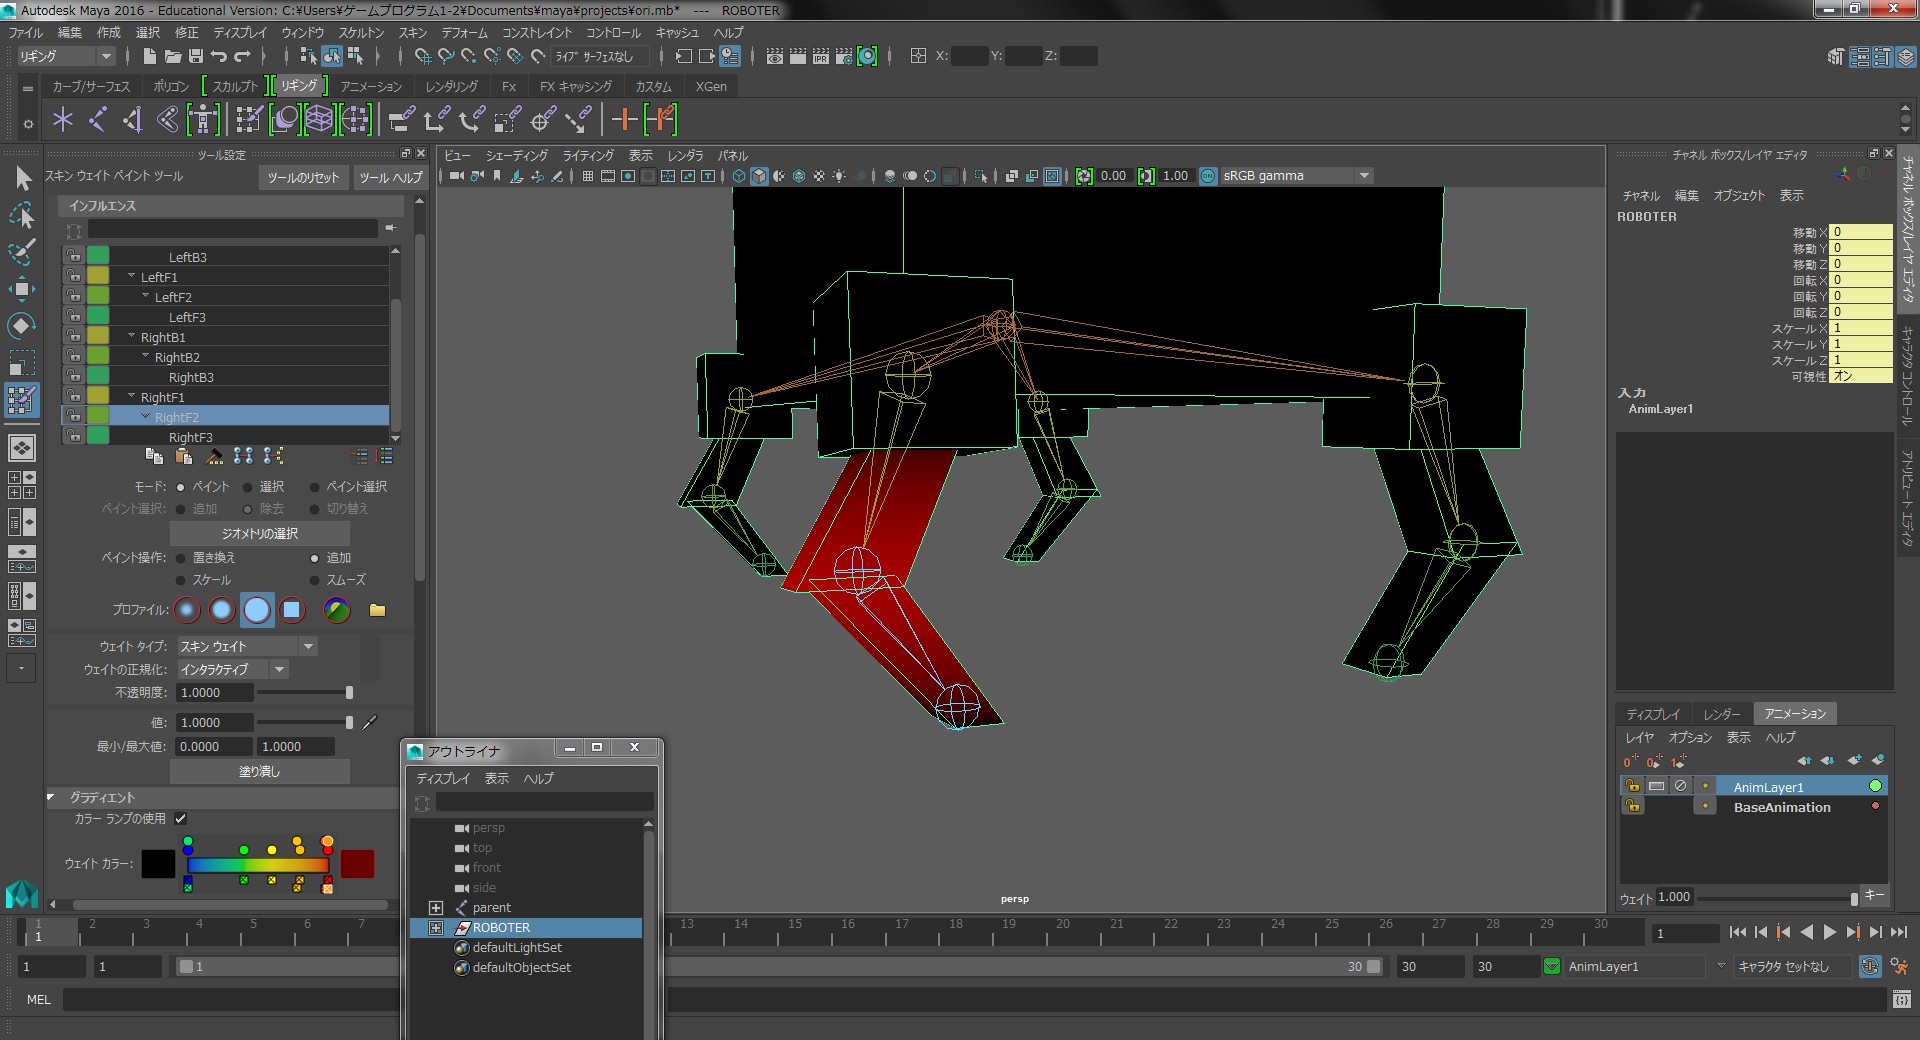 Autodesk Maya 2016 - Educational Version: C:¥Users¥ゲームプログラム1-2¥Documents¥maya¥projects¥ori.mb*   ---   ROBOTER
ファイル 編集 作成 選択 修正 ディスプレイ ウィンドウ スケルトン スキン デフォーム コンストレイント コントロール キャッシュ ヘルプ
リギング
ライブ サーフェスなし
IPR
X: Y: Z:
カーブ/サーフェス ポリゴン スカルプト リギング アニメーション レンダリング Fx FX キャッシング カスタム XGen
ツール設定
スキン ウェイト ペイント ツール ツールのリセット ツール ヘルプ
インフルエンス
LeftB3
LeftF1
LeftF2
LeftF3
RightB1
RightB2
RightB3
RightF1
RightF2
RightF3
モード: ペイント 選択 ペイント選択
ペイント選択: 追加 除去 切り替え
ジオメトリの選択
ペイント操作: 置き換え 追加
スケール スムーズ
プロファイル:
ウェイト タイプ: スキン ウェイト
ウェイトの正規化: インタラクティブ
不透明度: 1.0000
値: 1.0000
最小/最大値: 0.0000 1.0000
塗り潰し
グラディエント
カラー ランプの使用
ウェイト カラー:
ビュー シェーディング ライティング 表示 レンダラ パネル
0.00 1.00 ON sRGB gamma
persp
アウトライナ
ディスプレイ 表示 ヘルプ
persp
top
front
side
parent
ROBOTER
defaultLightSet
defaultObjectSet
チャネル ボックス/レイヤ エディタ
チャネル 編集 オブジェクト 表示
ROBOTER
移動 X 0
移動 Y 0
移動 Z 0
回転 X 0
回転 Y 0
回転 Z 0
スケール X 1
スケール Y 1
スケール Z 1
可視性 オン
入力
AnimLayer1
チャネル ボックス/レイヤ エディタ
キャラクタ コントロール
アトリビュート エディタ
ディスプレイ レンダー アニメーション
レイヤ オプション 表示 ヘルプ
AnimLayer1
BaseAnimation
ウェイト 1.000 キー
1 2 3 4 5 6 7 13 14 15 16 17 18 19 20 21 22 23 24 25 26 27 28 29 30
1
1
1 1 1 30 30 30 AnimLayer1 キャラクタ セットなし
MEL